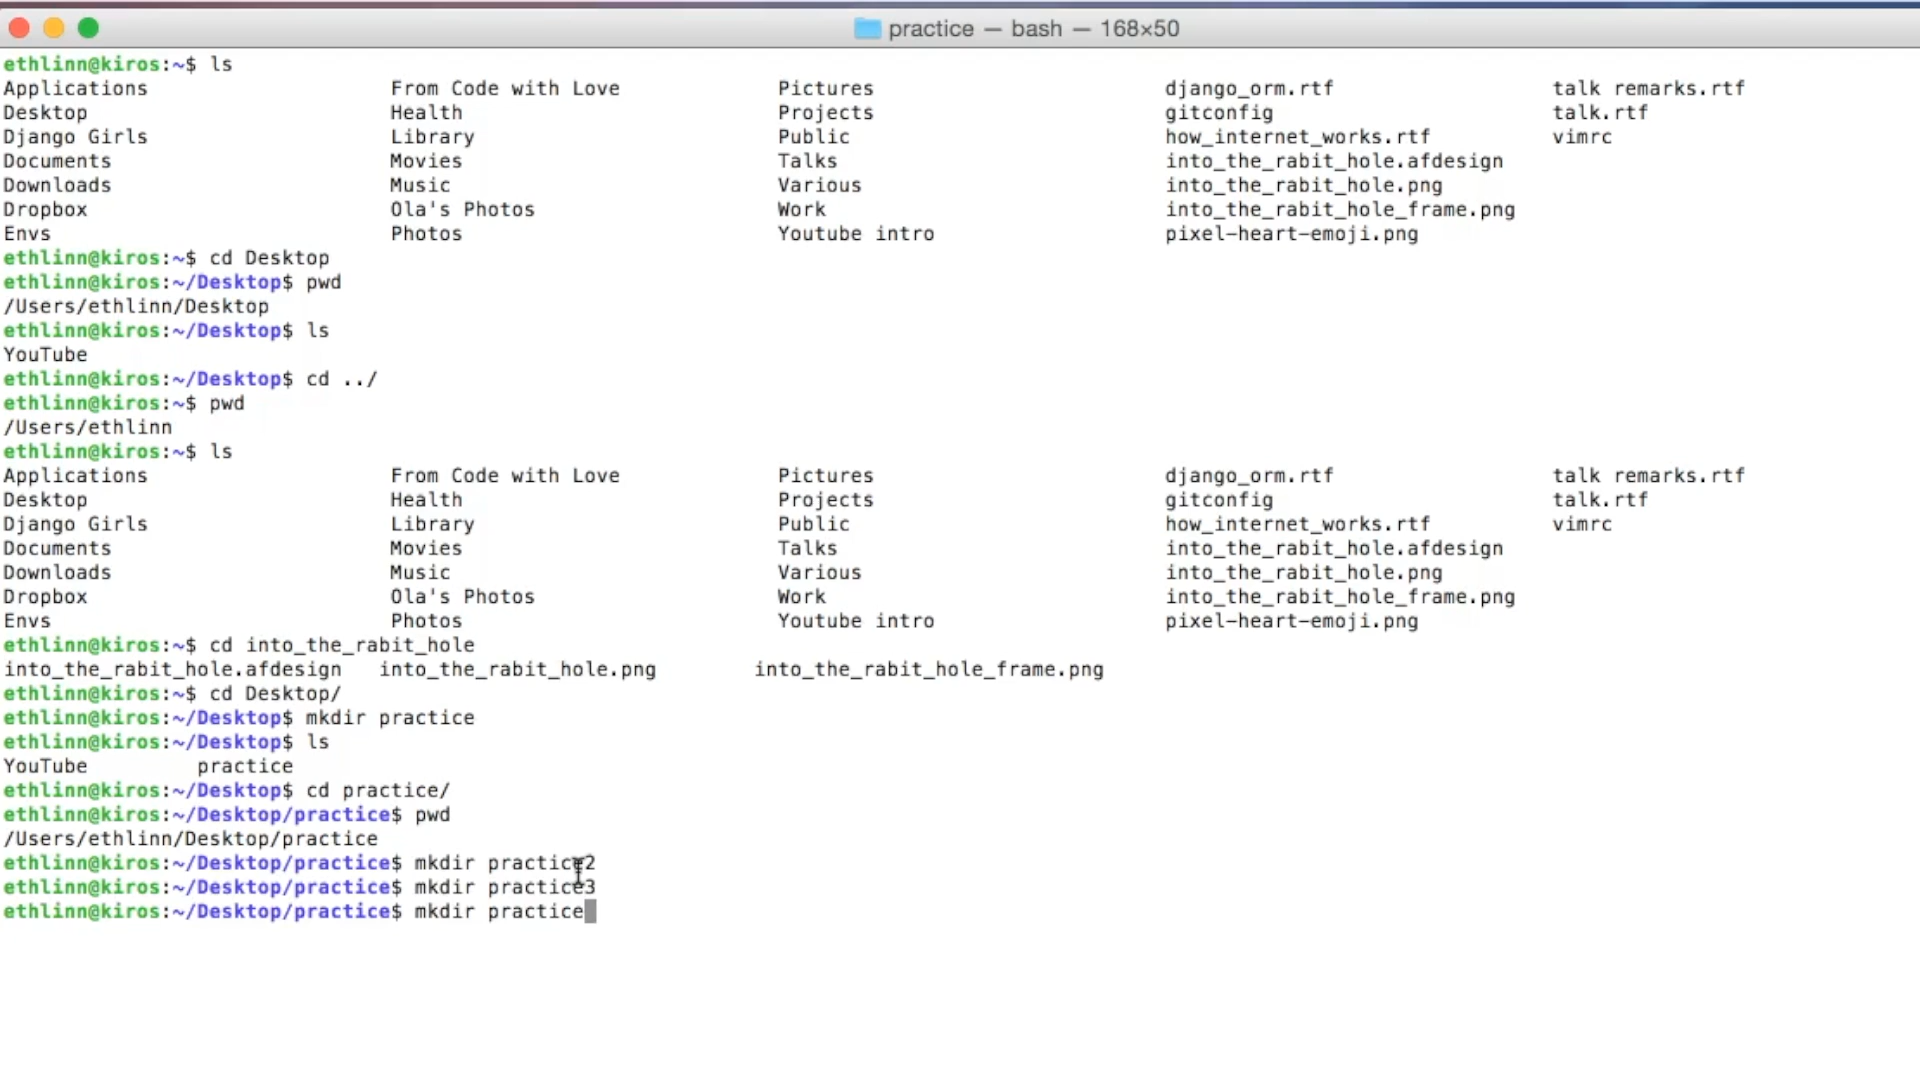 practice — bash — 168×50
ethlinn@kiros:~$ ls
Applications From Code with Love Pictures django_orm.rtf talk remarks.rtf
Desktop Health Projects gitconfig talk.rtf
Django Girls Library Public how_internet_works.rtf vimrc
Documents Movies Talks into_the_rabit_hole.afdesign
Downloads Music Various into_the_rabit_hole.png
Dropbox Ola's Photos Work into_the_rabit_hole_frame.png
Envs Photos Youtube intro pixel-heart-emoji.png
ethlinn@kiros:~$ cd Desktop
ethlinn@kiros:~/Desktop$ pwd
/Users/ethlinn/Desktop
ethlinn@kiros:~/Desktop$ ls
YouTube
ethlinn@kiros:~/Desktop$ cd ../
ethlinn@kiros:~$ pwd
/Users/ethlinn
ethlinn@kiros:~$ ls
Applications From Code with Love Pictures django_orm.rtf talk remarks.rtf
Desktop Health Projects gitconfig talk.rtf
Django Girls Library Public how_internet_works.rtf vimrc
Documents Movies Talks into_the_rabit_hole.afdesign
Downloads Music Various into_the_rabit_hole.png
Dropbox Ola's Photos Work into_the_rabit_hole_frame.png
Envs Photos Youtube intro pixel-heart-emoji.png
ethlinn@kiros:~$ cd into_the_rabit_hole
into_the_rabit_hole.afdesign into_the_rabit_hole.png into_the_rabit_hole_frame.png
ethlinn@kiros:~$ cd Desktop/
ethlinn@kiros:~/Desktop$ mkdir practice
ethlinn@kiros:~/Desktop$ ls
YouTube practice
ethlinn@kiros:~/Desktop$ cd practice/
ethlinn@kiros:~/Desktop/practice$ pwd
/Users/ethlinn/Desktop/practice
ethlinn@kiros:~/Desktop/practice$ mkdir practice2
ethlinn@kiros:~/Desktop/practice$ mkdir practice3
ethlinn@kiros:~/Desktop/practice$ mkdir practice